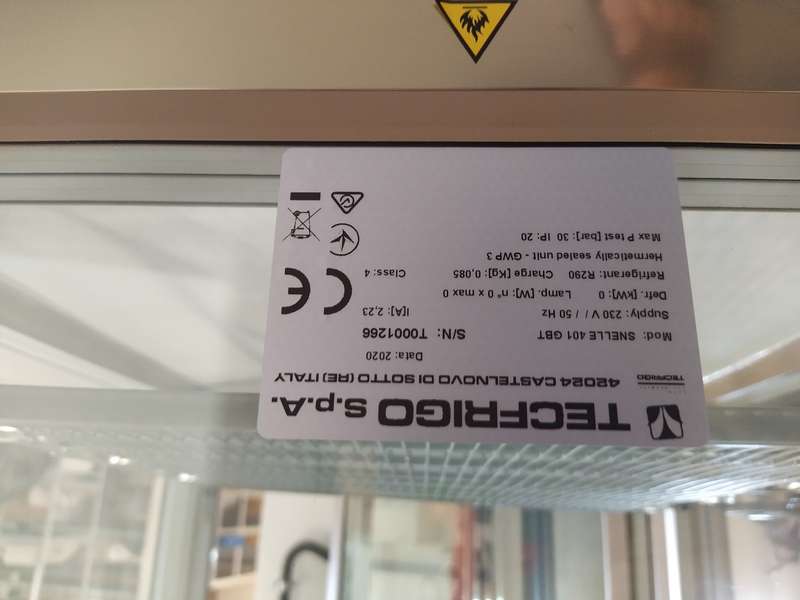 TECFRIGO S.p.A.
42024 CASTELNOVO DI SOTTO (RE) ITALY
TECFRIGO
Data: 2020
Mod: SNELLE 401 GBT S/N: T0001266
Supply: 230 V / / 50 Hz I[A]: 2,23
Defr. [kW]: 0 Lamp. [W]: n° 0 x max 0
Refrigerant: R290 Charge [Kg]: 0,085 Class: 4
Hermetically sealed unit - GWP 3
Max P test [bar]: 30 IP: 20
CE